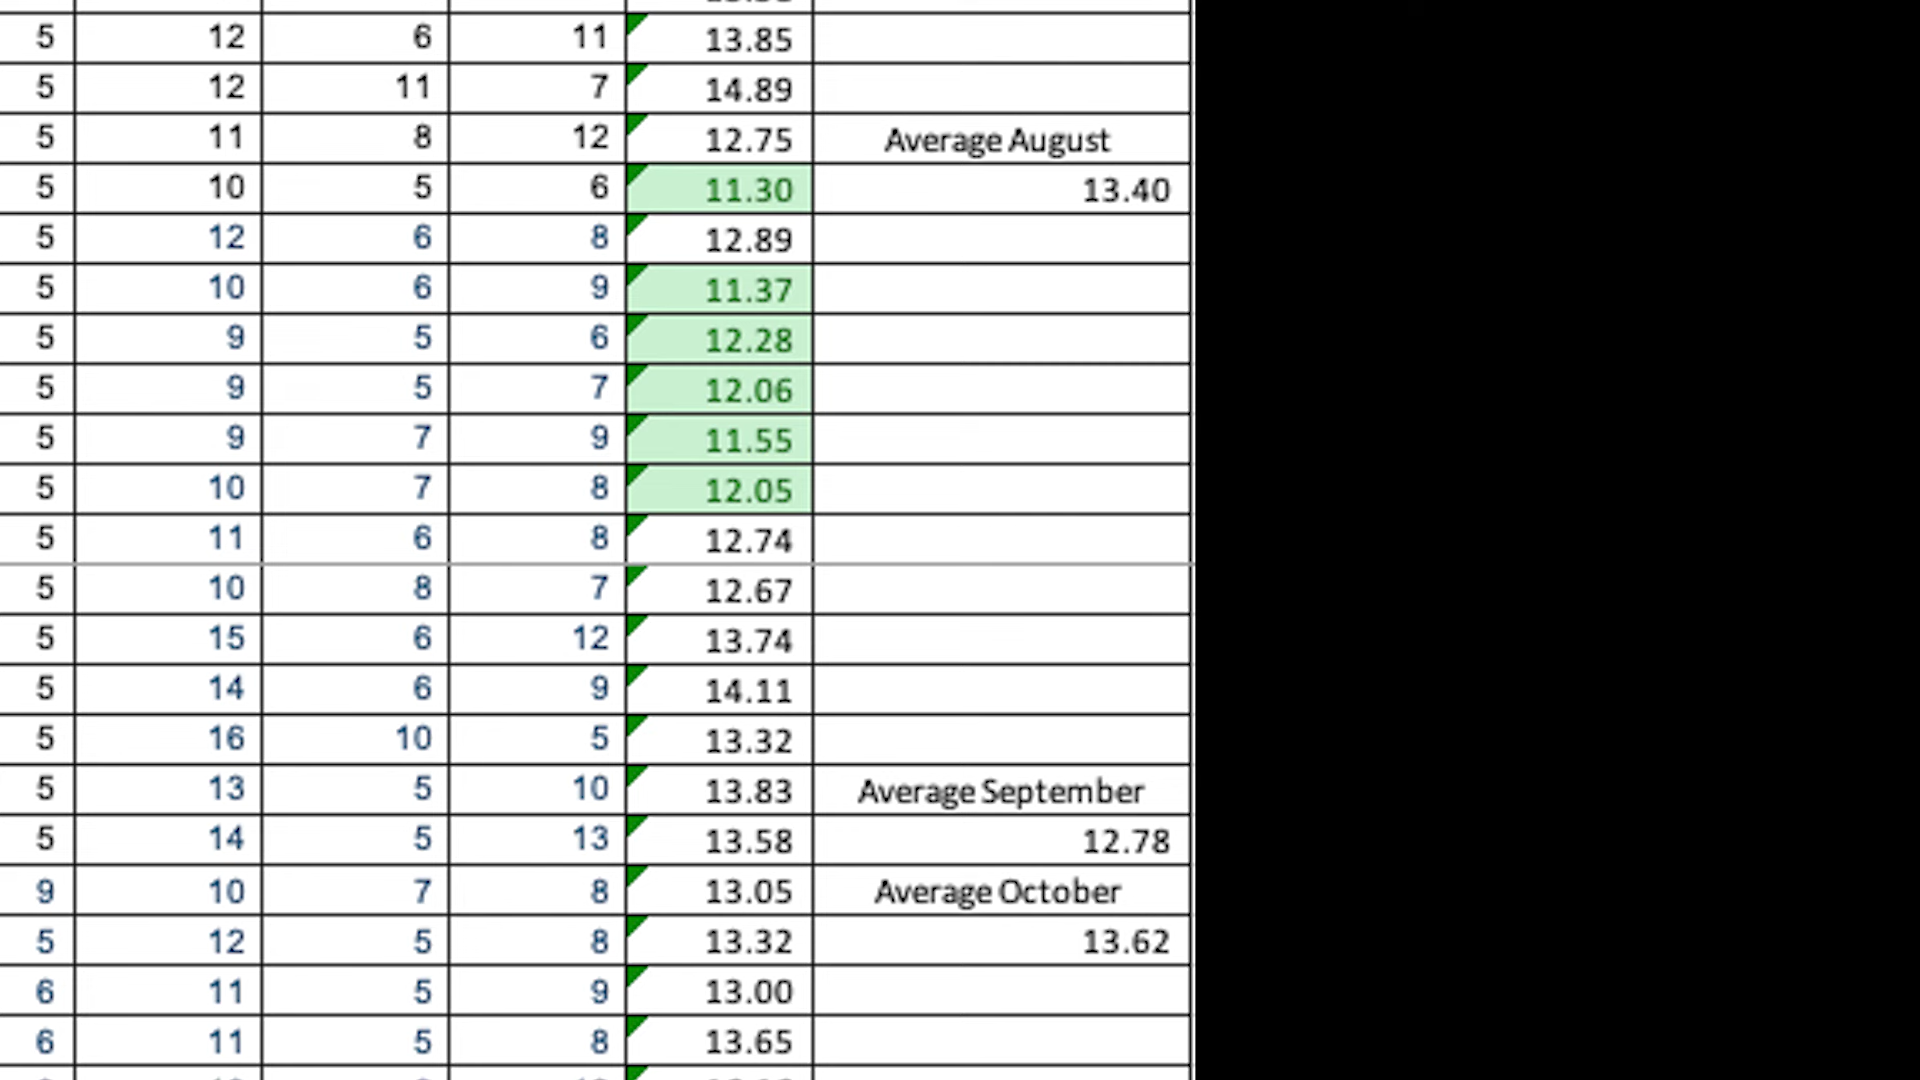 5 12 6 11 13.85
5 12 11 7 14.89
5 11 8 12 12.75 Average August
5 10 5 6 11.30 13.40
5 12 6 8 12.89
5 10 6 9 11.37
5 9 5 6 12.28
5 9 5 7 12.06
5 9 7 9 11.55
5 10 7 8 12.05
5 11 6 8 12.74
5 10 8 7 12.67
5 15 6 12 13.74
5 14 6 9 14.11
5 16 10 5 13.32
5 13 5 10 13.83 Average September
5 14 5 13 13.58 12.78
9 10 7 8 13.05 Average October
5 12 5 8 13.32 13.62
6 11 5 9 13.00
6 11 5 8 13.65